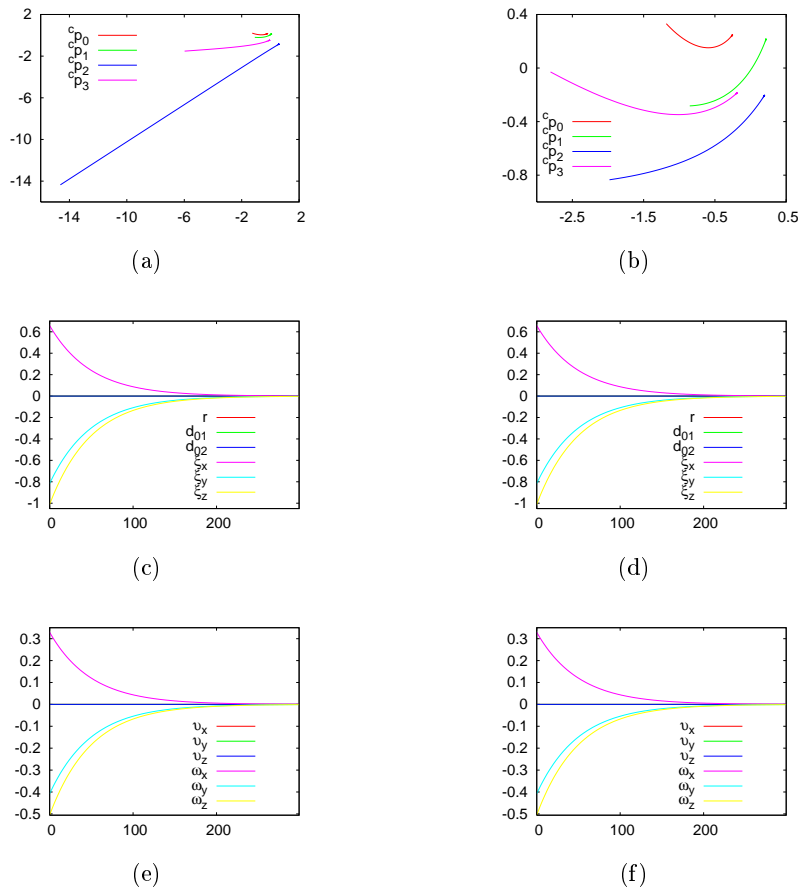 2
-2
-6
-10
-14
-14 -10 -6 -2 2
cp0
cp1
cp2
cp3
(a)
0.4
0
-0.4
-0.8
-2.5 -1.5 -0.5 0.5
cp0
cp1
cp2
cp3
(b)
0.6
0.4
0.2
0
-0.2
-0.4
-0.6
-0.8
-1
0 100 200
r
d01
d02
ξx
ξy
ξz
(c)
0.6
0.4
0.2
0
-0.2
-0.4
-0.6
-0.8
-1
0 100 200
r
d01
d02
ξx
ξy
ξz
(d)
0.3
0.2
0.1
0
-0.1
-0.2
-0.3
-0.4
-0.5
0 100 200
υx
υy
υz
ωx
ωy
ωz
(e)
0.3
0.2
0.1
0
-0.1
-0.2
-0.3
-0.4
-0.5
0 100 200
υx
υy
υz
ωx
ωy
ωz
(f)